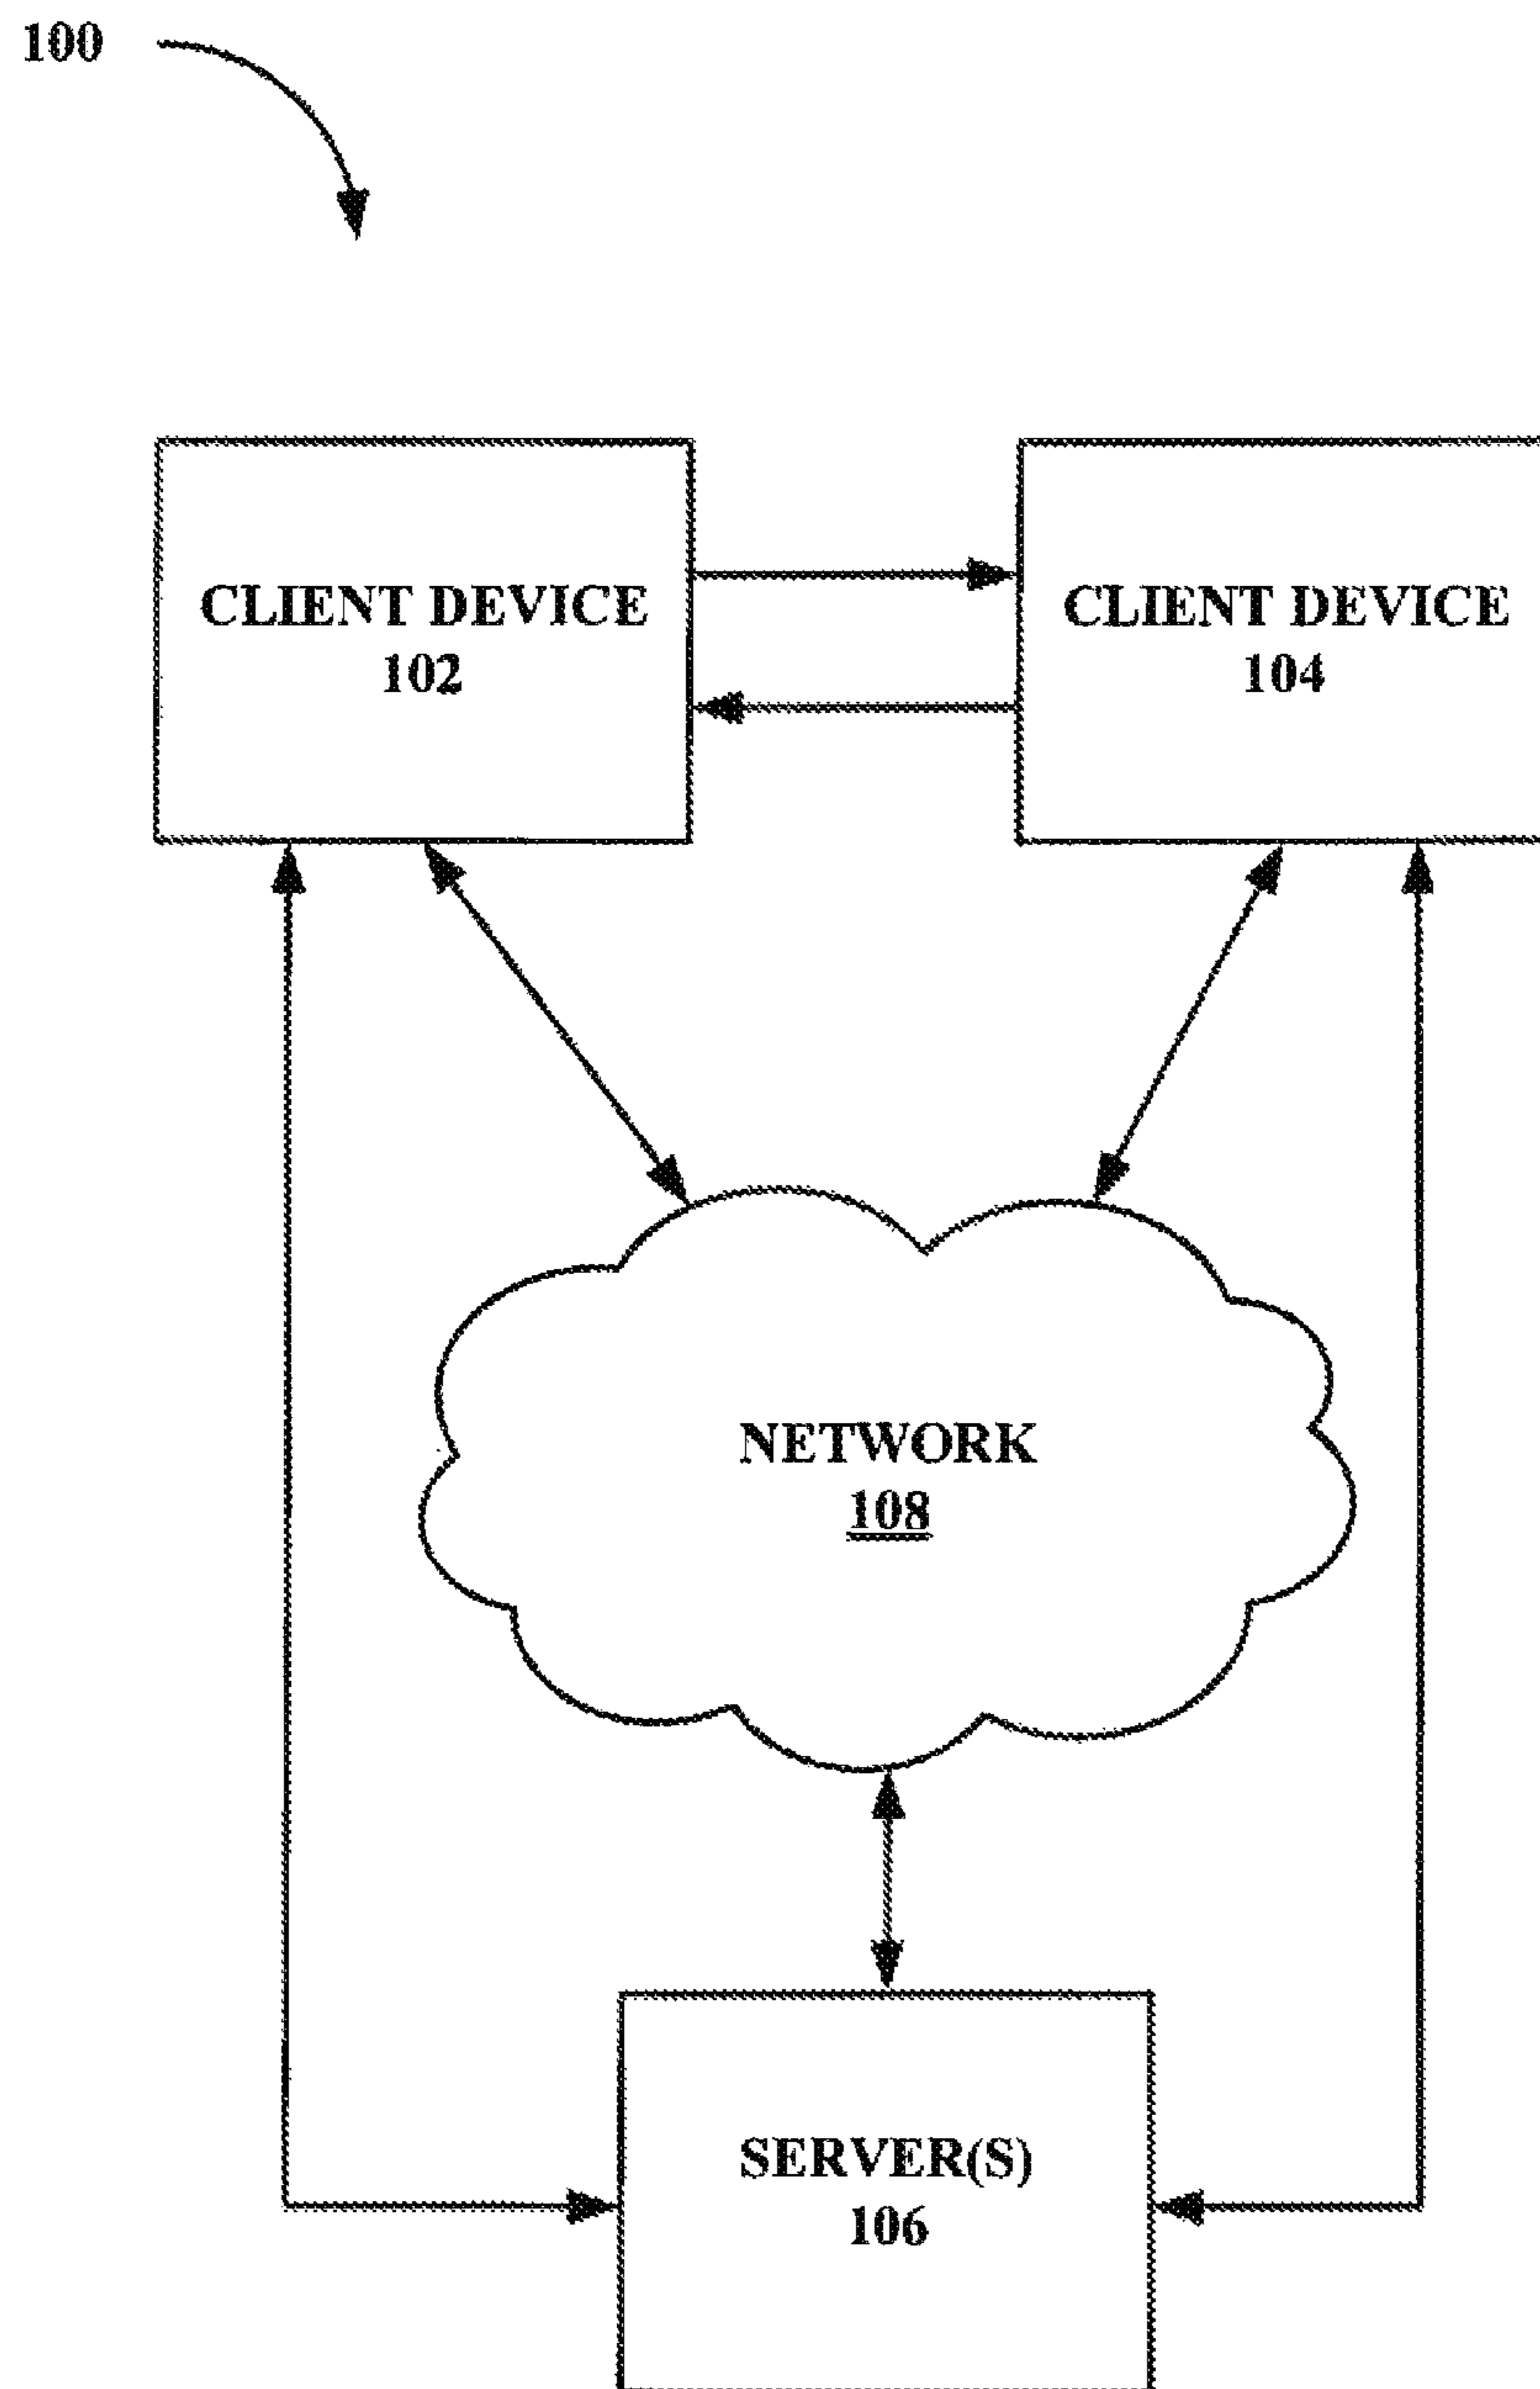 100
CLIENT DEVICE
102
CLIENT DEVICE
104
NETWORK
108
SERVER(S)
106